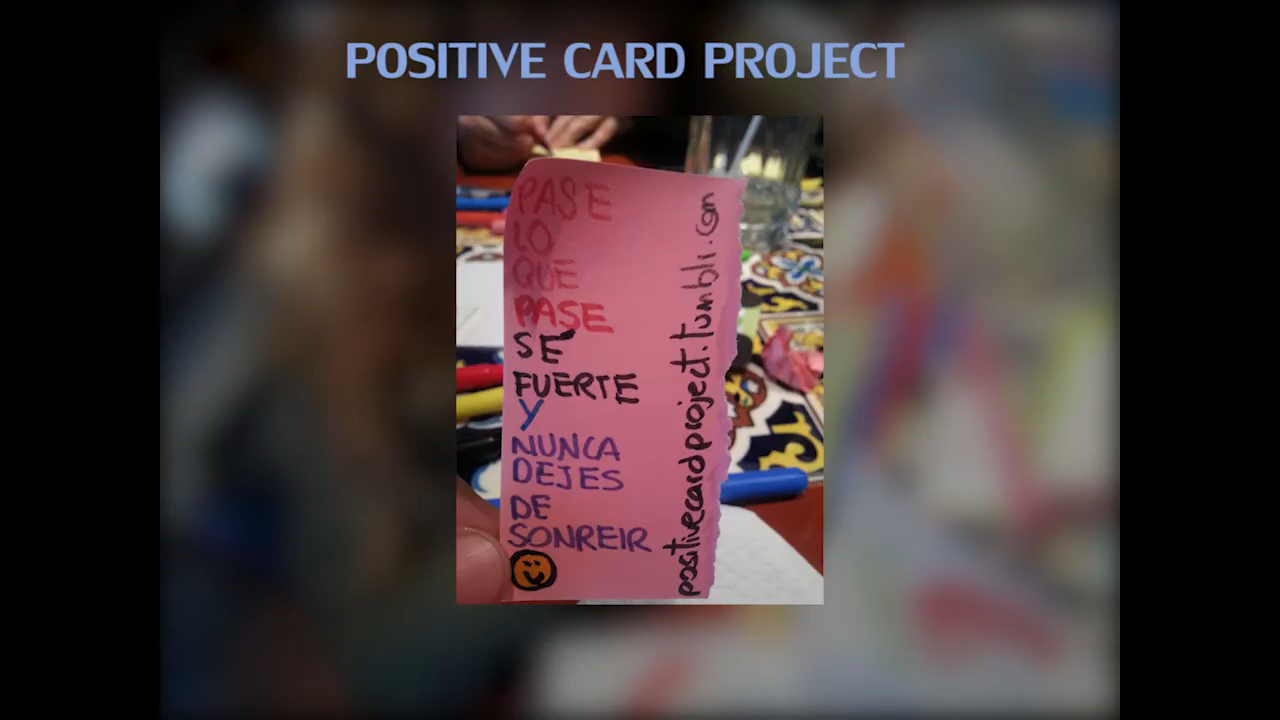 POSITIVE CARD PROJECT
PASE
LO
QUE
PASE
SE
FUERTE
Y
NUNCA
DEJES
DE
SONREIR
positivecardproject.tumblr.com